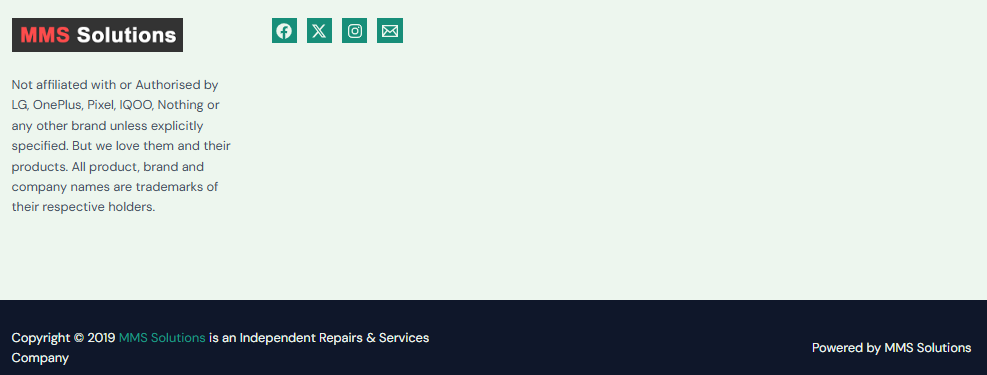 MMS Solutions
Not affiliated with or Authorised by
LG, OnePlus, Pixel, IQOO, Nothing or
any other brand unless explicitly
specified. But we love them and their
products. All product, brand and
company names are trademarks of
their respective holders.
Copyright © 2019 MMS Solutions is an Independent Repairs & Services
Company
Powered by MMS Solutions